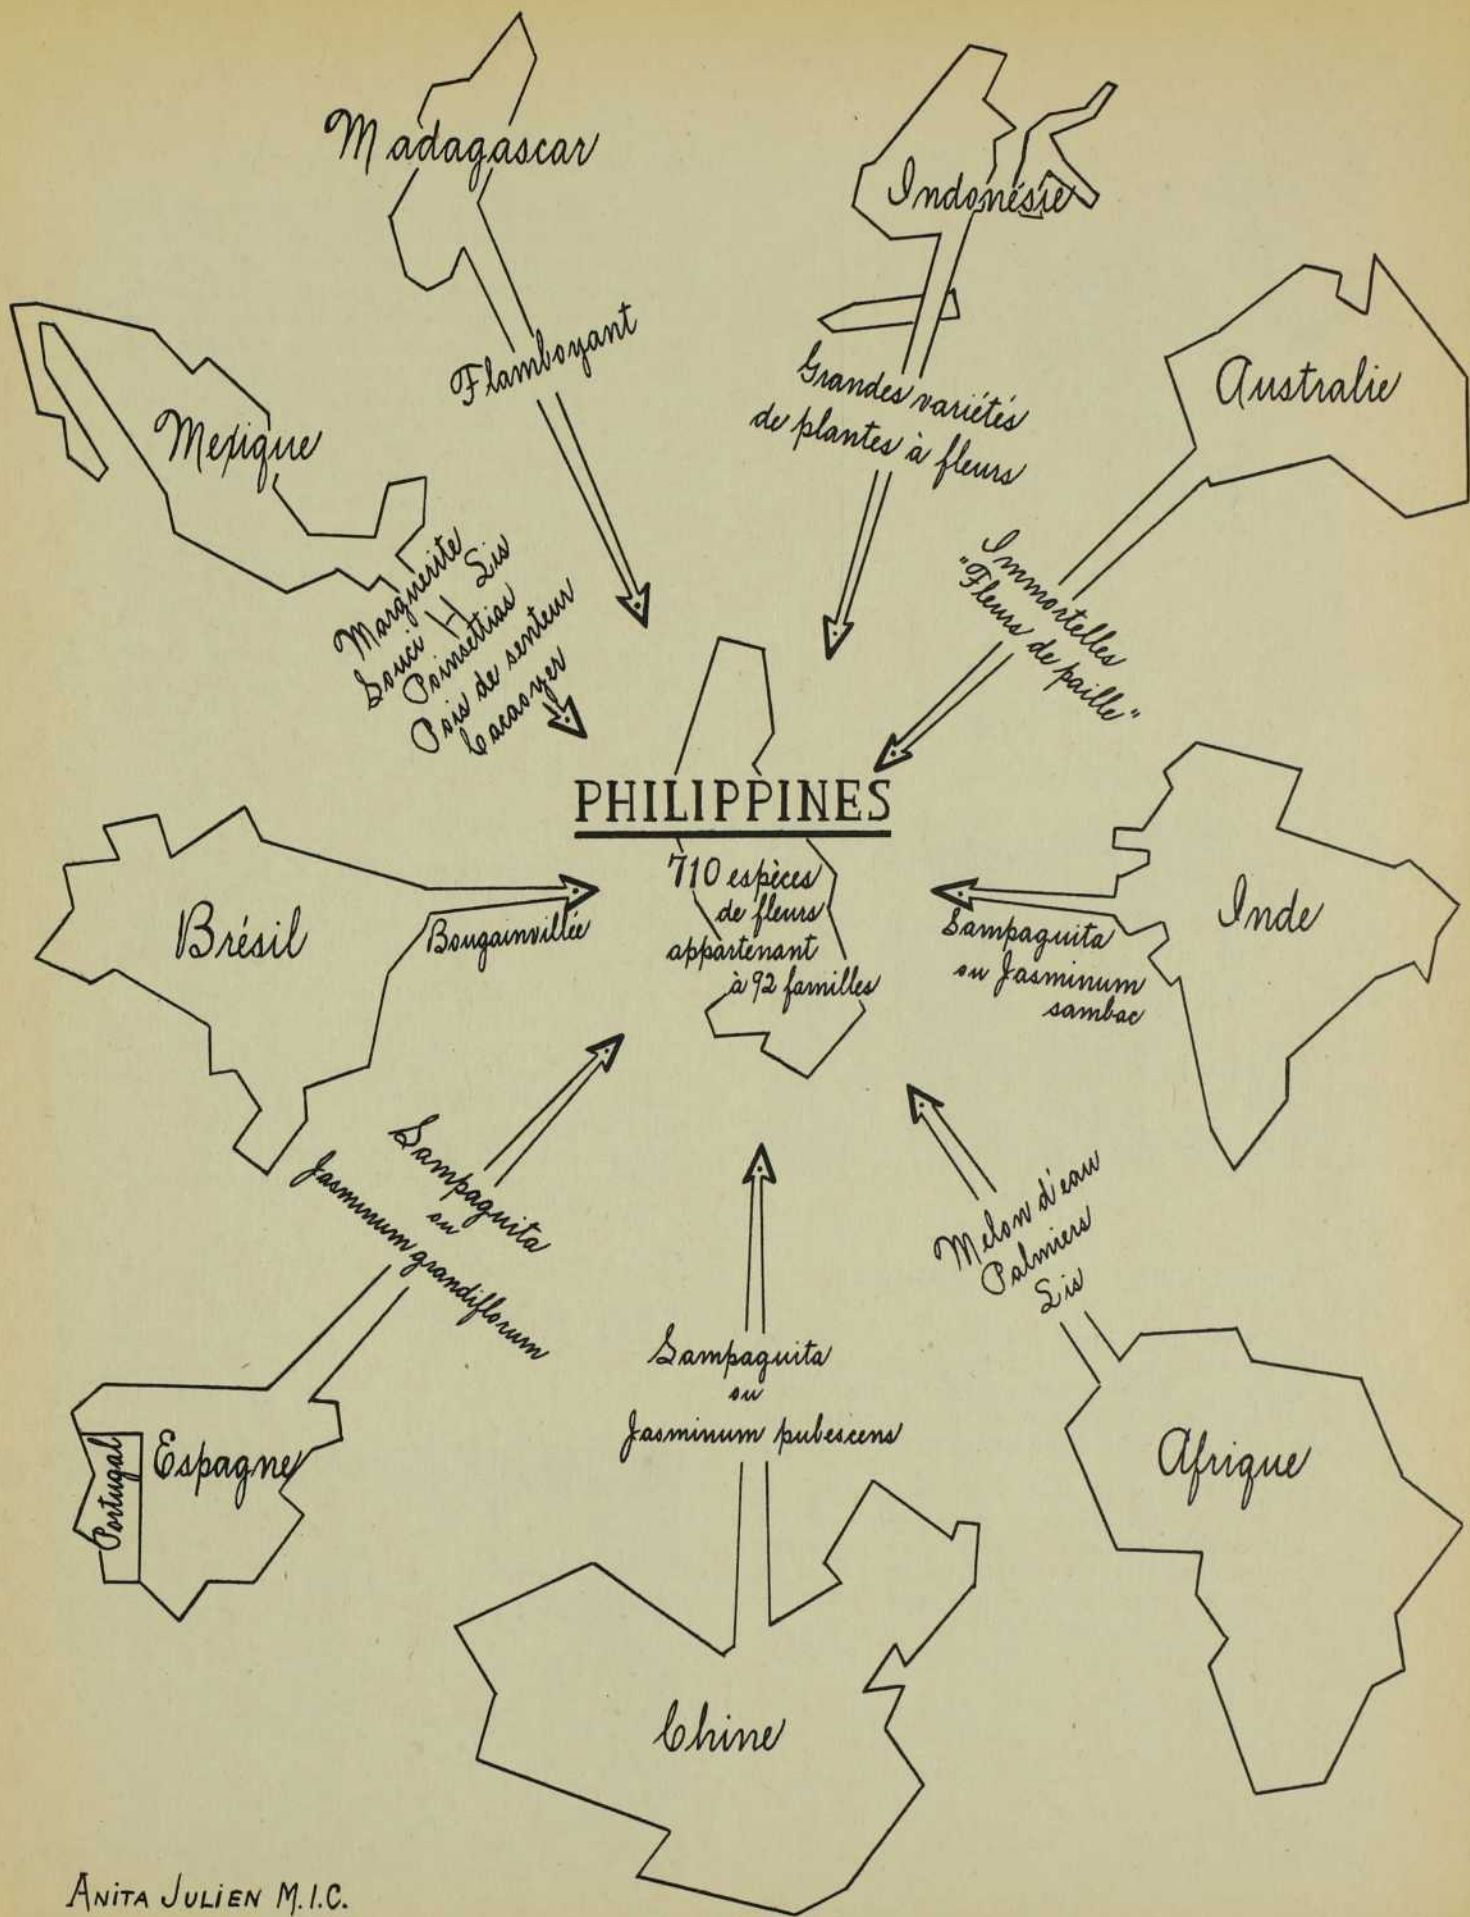 Madagascar
Flamboyant
Indonésie
Grandes variétés
de plantes à fleurs
Australie
Immortelles
"Fleurs de paille"
Mexique
Marguerite
Souci Lis
Poinsettias
Pois de senteur
Cacaoyer
PHILIPPINES
710 espèces
de fleurs
appartenant
à 92 familles
Brésil
Bougainvillée
Inde
Sampaguita
ou Jasminum
sambac
Sampaguita
ou
Jasminum grandiflorum
Espagne
Portugal
Sampaguita
ou
Jasminum pubescens
Chine
Melon d'eau
Palmiers
Lis
Afrique
ANITA JULIEN M.I.C.